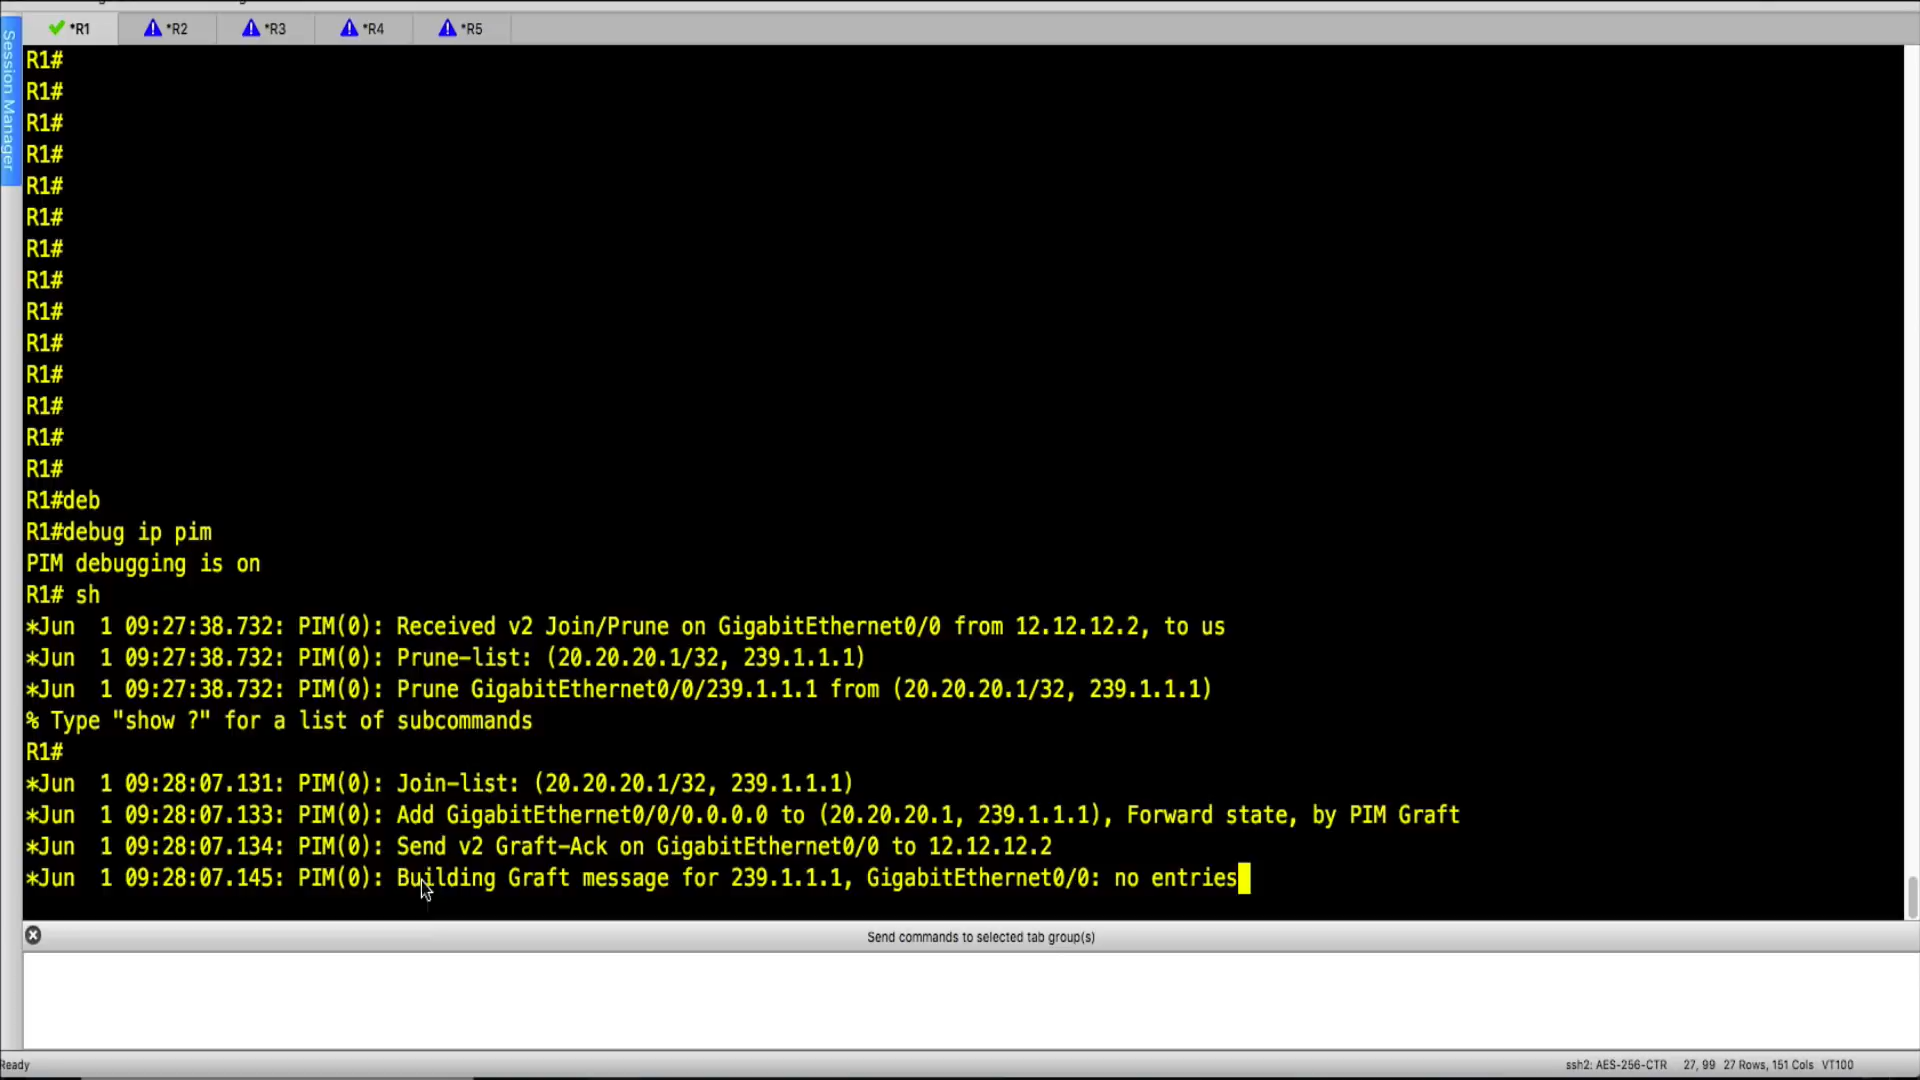 *R1
*R2
*R3
*R4
*R5
Session Manager
R1#
R1#
R1#
R1#
R1#
R1#
R1#
R1#
R1#
R1#
R1#
R1#
R1#
R1#
R1#deb
R1#debug ip pim
PIM debugging is on
R1# sh
*Jun  1 09:27:38.732: PIM(0): Received v2 Join/Prune on GigabitEthernet0/0 from 12.12.12.2, to us
*Jun  1 09:27:38.732: PIM(0): Prune-list: (20.20.20.1/32, 239.1.1.1)
*Jun  1 09:27:38.732: PIM(0): Prune GigabitEthernet0/0/239.1.1.1 from (20.20.20.1/32, 239.1.1.1)
% Type "show ?" for a list of subcommands
R1#
*Jun  1 09:28:07.131: PIM(0): Join-list: (20.20.20.1/32, 239.1.1.1)
*Jun  1 09:28:07.133: PIM(0): Add GigabitEthernet0/0/0.0.0.0 to (20.20.20.1, 239.1.1.1), Forward state, by PIM Graft
*Jun  1 09:28:07.134: PIM(0): Send v2 Graft-Ack on GigabitEthernet0/0 to 12.12.12.2
*Jun  1 09:28:07.145: PIM(0): Building Graft message for 239.1.1.1, GigabitEthernet0/0: no entries
Send commands to selected tab group(s)
Ready
ssh2: AES-256-CTR
27, 99
27 Rows, 151 Cols
VT100